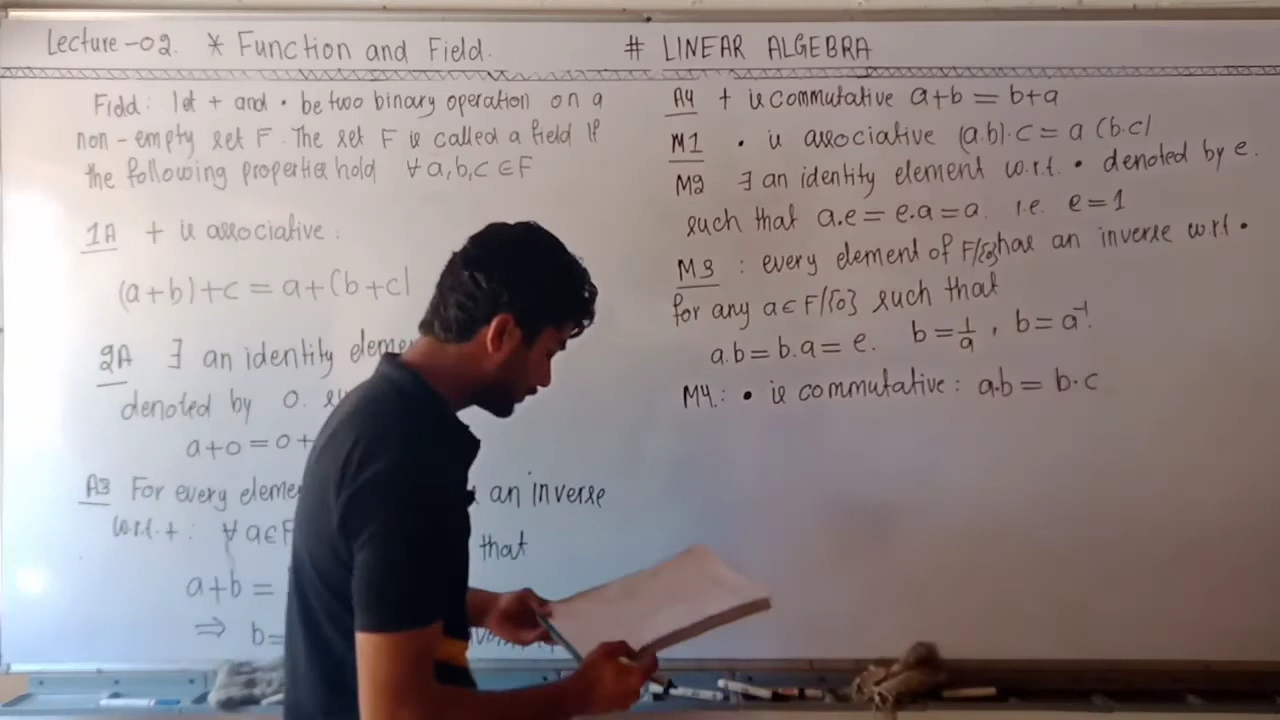 Lecture-02. * Function and Field. # LINEAR ALGEBRA
Field: let + and • be two binary operation on a
non-empty set F. The set F is called a field if
the following properties hold ∀ a,b,c ∈ F
1A + is associative:
(a+b)+c = a+(b+c)
2A ∃ an identity
denoted by 0.
a+0 = 0+
A3 For every an inverse
w.r.t. +: ∀ a∈F that
a+b =
⇒ b=
A4 + is commutative a+b = b+a
M1 • is associative (a.b).c = a (b.c)
M2 ∃ an identity element w.r.t. • denoted by e.
such that a.e = e.a = a. i.e. e=1
M3 : every element of F/{0} has an inverse w.r.t •
for any a∈F/{0} such that
a.b = b.a = e. b = 1/a , b = a⁻¹.
M4.: • is commutative: a.b = b.c